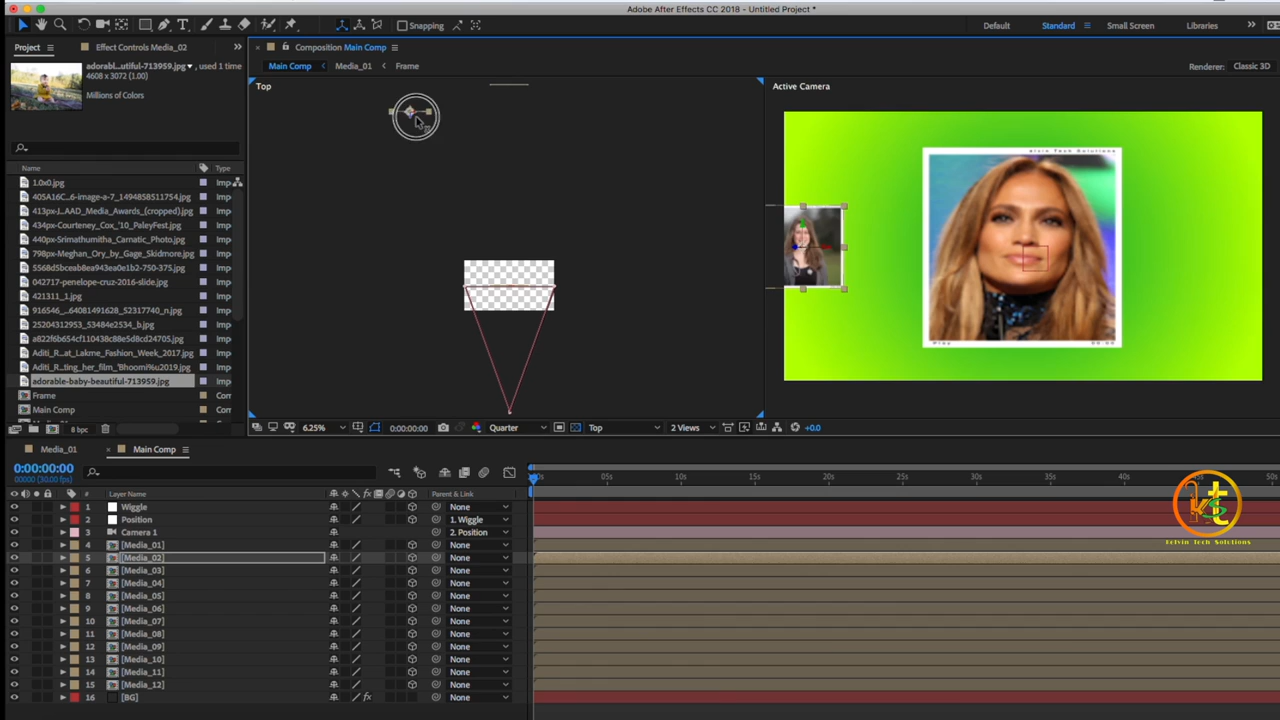 Adobe After Effects CC 2018 - Untitled Project *
Snapping
Default
Standard
Small Screen
Libraries
Project
Effect Controls Media_02
Composition Main Comp
adorabl...utiful-713959.jpg, used 1 time
4608 x 3072 (1.00)
Millions of Colors
Main Comp
Media_01
Frame
Renderer:
Classic 3D
Top
Active Camera
Name
1.0x0.jpg
Imp
405A16C...6-image-a-7_1494858511754.jpg
Imp
413px-J...AAD_Media_Awards_(cropped).jpg
Imp
434px-Courteney_Cox_'10_PaleyFest.jpg
Imp
440px-Srimathumitha_Carnatic_Photo.jpg
Imp
798px-Meghan_Ory_by_Gage_Skidmore.jpg
Imp
5568d5bceab8ea943ea0e1b2-750-375.jpg
Imp
042717-penelope-cruz-2016-slide.jpg
Imp
421311_1.jpg
Imp
Imp
25204312953_53484e2534_b.jpg
Imp
a822f6bf654cf110438c88e5d8cd24705.jpg
Imp
Aditi_R...at_Lakme_Fashion_Week_2017.jpg
Imp
Aditi_R...ting_her_film_'Bhoomi%u2019.jpg
Imp
adorable-baby-beautiful-713959.jpg
Imp
Frame
Com
Main Comp
Com
8 bpc
6.25%
0:00:00:00
Quarter
Top
2 Views
+0.0
Media_01
Main Comp
0:00:00:00
00000 (30.00 fps)
05s
10s
15s
20s
25s
30s
35s
40s
45s
50s
#
Layer Name
Parent & Link
1 Wiggle None
2 Position 1. Wiggle
3 Camera 1 2. Position
4 [Media_01] None
5 [Media_02] None
6 [Media_03] None
7 [Media_04] None
8 [Media_05] None
9 [Media_06] None
10 [Media_07] None
11 [Media_08] None
12 [Media_09] None
13 [Media_10] None
14 [Media_11] None
15 [Media_12] None
16 [BG] fx None
Kelvin Tech Solutions